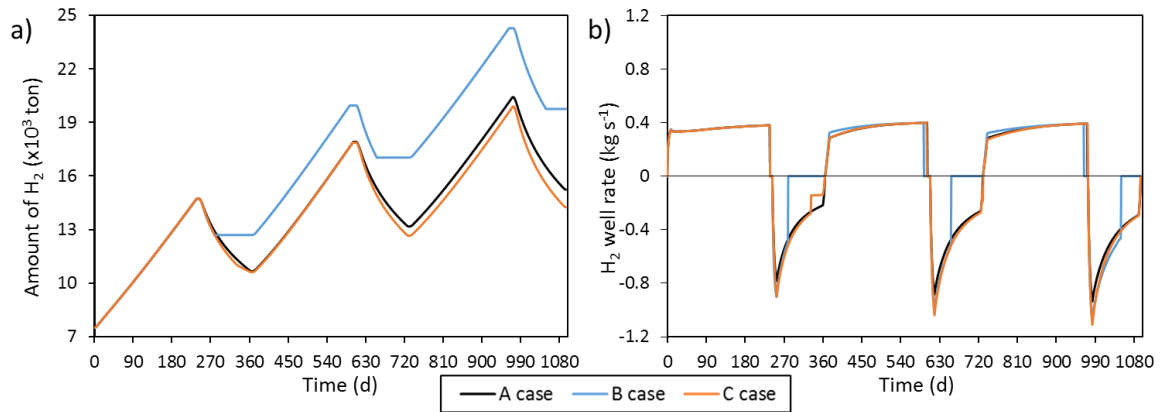 a)
Amount of H₂ (x10³ ton)
25
22
19
16
13
10
7
0 90 180 270 360 450 540 630 720 810 900 990 1080
Time (d)
b)
H₂ well rate (kg s⁻¹)
1.2
0.8
0.4
0
-0.4
-0.8
-1.2
0 90 180 270 360 450 540 630 720 810 900 990 1080
Time (d)
A case B case C case